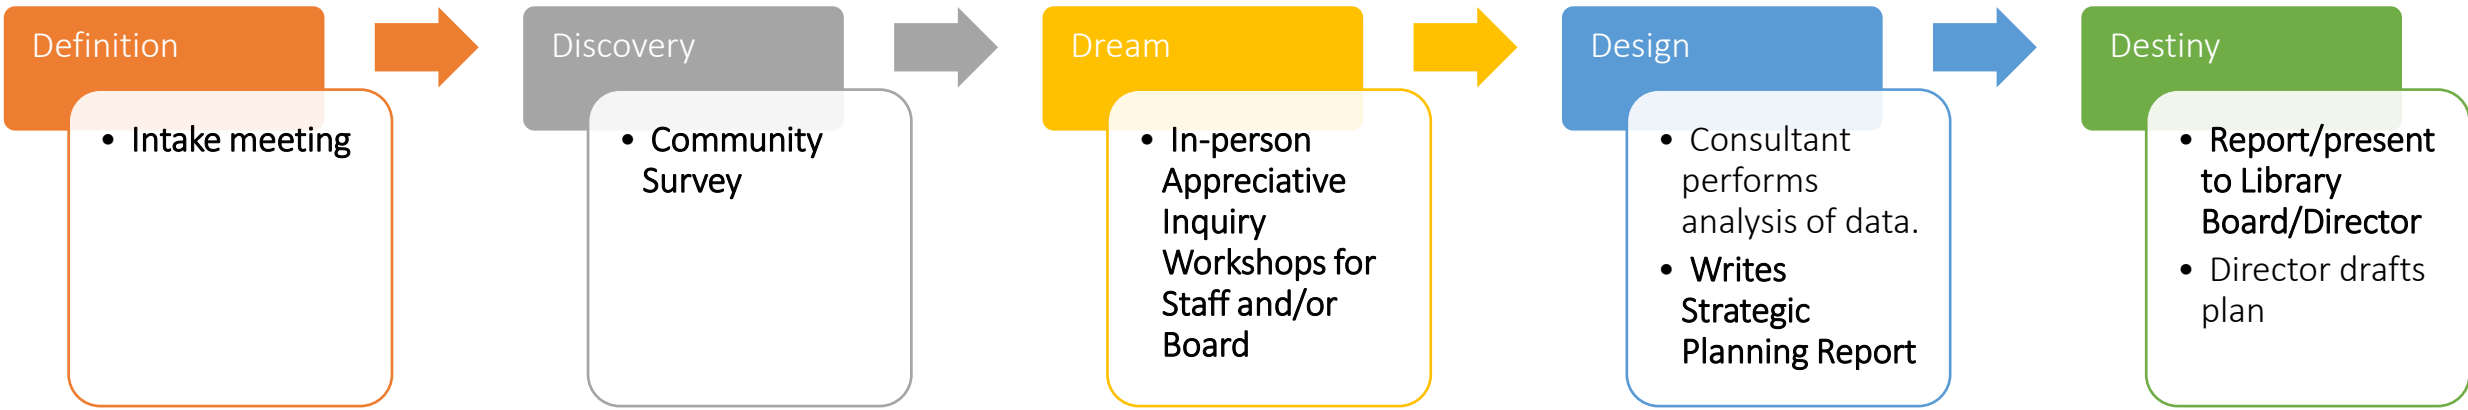 Definition
• Intake meeting
Discovery
• Community
Survey
Dream
• In-person
Appreciative
Inquiry
Workshops for
Staff and/or
Board
Design
• Consultant
performs
analysis of data.
• Writes
Strategic
Planning Report
Destiny
• Report/present
to Library
Board/Director
• Director drafts
plan